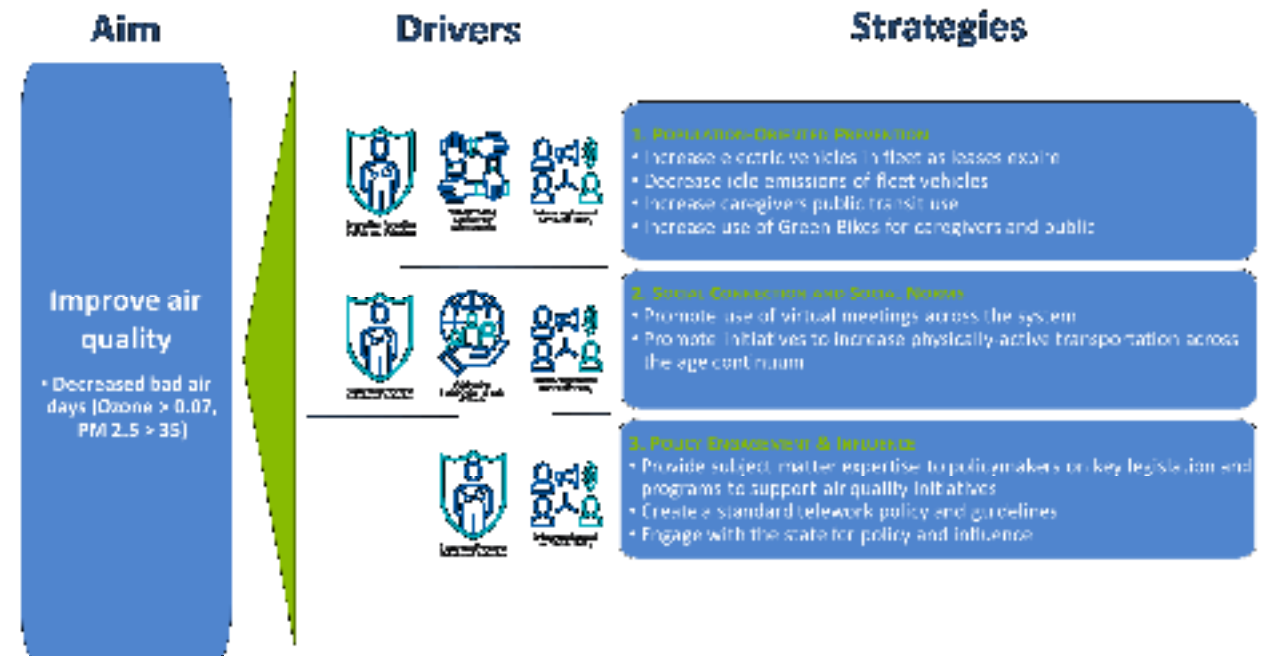 Aim
Drivers
Strategies
Improve air
quality
• Decreased bad air
days (Ozone > 0.07,
PM 2.5 > 35)
1. Population-Oriented Prevention
• Increase electric vehicles in fleet as leases expire
• Decrease idle emissions of fleet vehicles
• Increase caregivers public transit use
• Increase use of Green Bikes for caregivers and public
2. Social Connection and Social Norms
• Promote use of virtual meetings across the system
• Promote initiatives to increase physically-active transportation across
the age continuum
3. Policy Engagement & Influence
• Provide subject matter expertise to policymakers on key legislation and
programs to support air quality initiatives
• Create a standard telework policy and guidelines
• Engage with the state for policy and influence